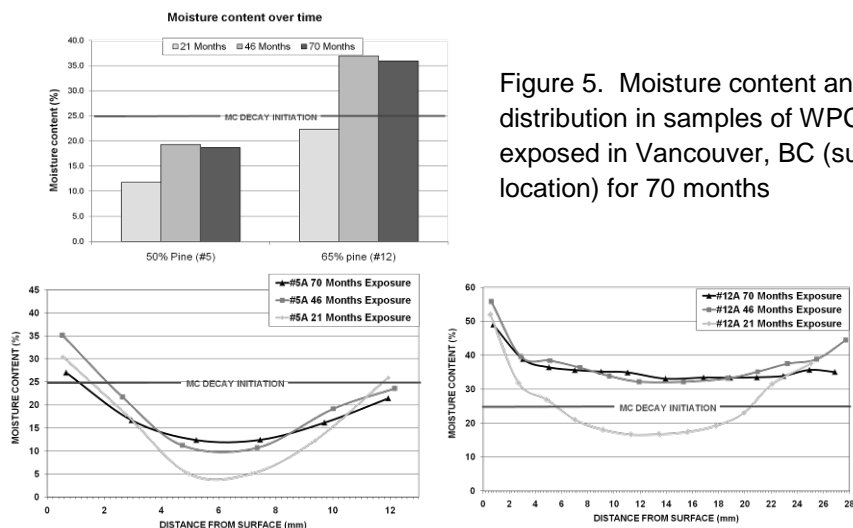 Moisture content over time
21 Months 46 Months 70 Months
Moisture content (%)
40.0
35.0
30.0
25.0
20.0
15.0
10.0
5.0
0.0
MC DECAY INITIATION
50% Pine (#5) 65% pine (#12)
Figure 5. Moisture content an
distribution in samples of WPC
exposed in Vancouver, BC (su
location) for 70 months
MOISTURE CONTENT (%)
45
40
35
30
25
20
15
10
5
0
#5A 70 Months Exposure
#5A 46 Months Exposure
#5A 21 Months Exposure
MC DECAY INITIATION
0 2 4 6 8 10 12
DISTANCE FROM SURFACE (mm)
MOISTURE CONTENT (%)
60
50
40
30
20
10
0
#12A 70 Months Exposure
#12A 46 Months Exposure
#12A 21 Months Exposure
MC DECAY INITIATION
0 2 4 6 8 10 12 14 16 18 20 22 24 26 28
DISTANCE FROM SURFACE (mm)